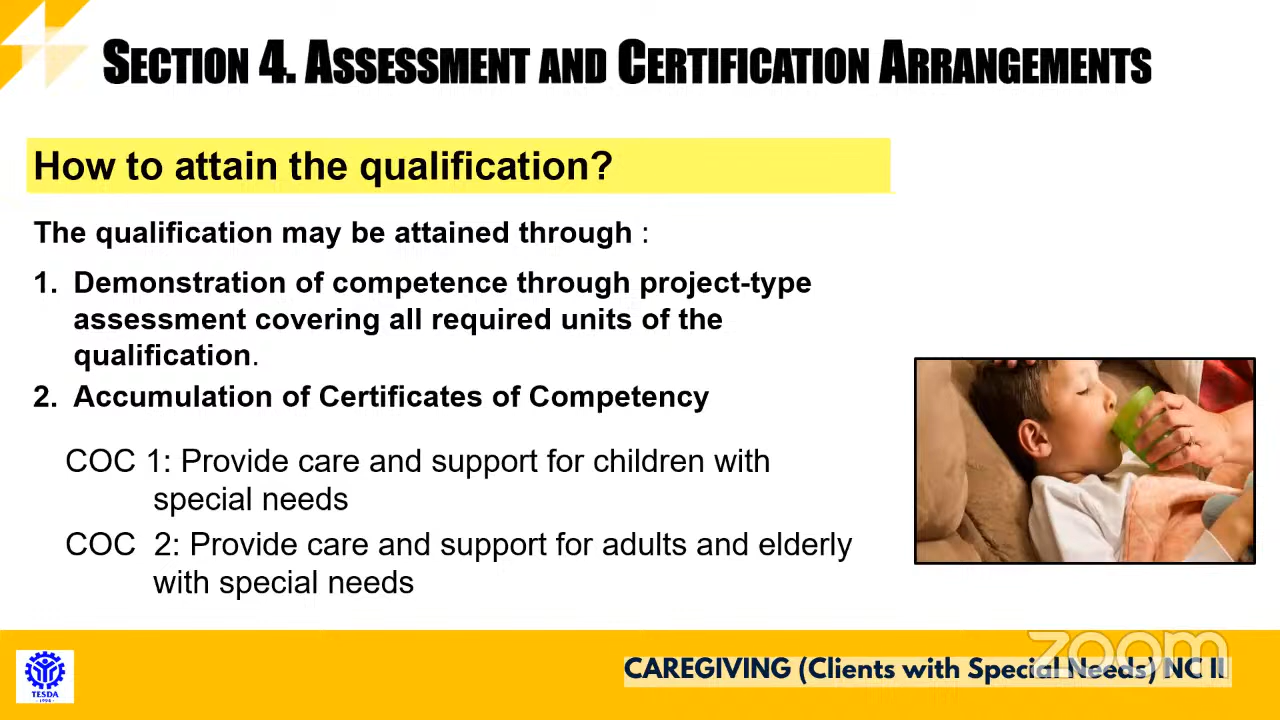 SECTION 4. ASSESSMENT AND CERTIFICATION ARRANGEMENTS
How to attain the qualification?
The qualification may be attained through :
1. Demonstration of competence through project-type
assessment covering all required units of the
qualification.
2. Accumulation of Certificates of Competency
COC 1: Provide care and support for children with
special needs
COC 2: Provide care and support for adults and elderly
with special needs
zoom
CAREGIVING (Clients with Special Needs) NC II
TESDA
1994